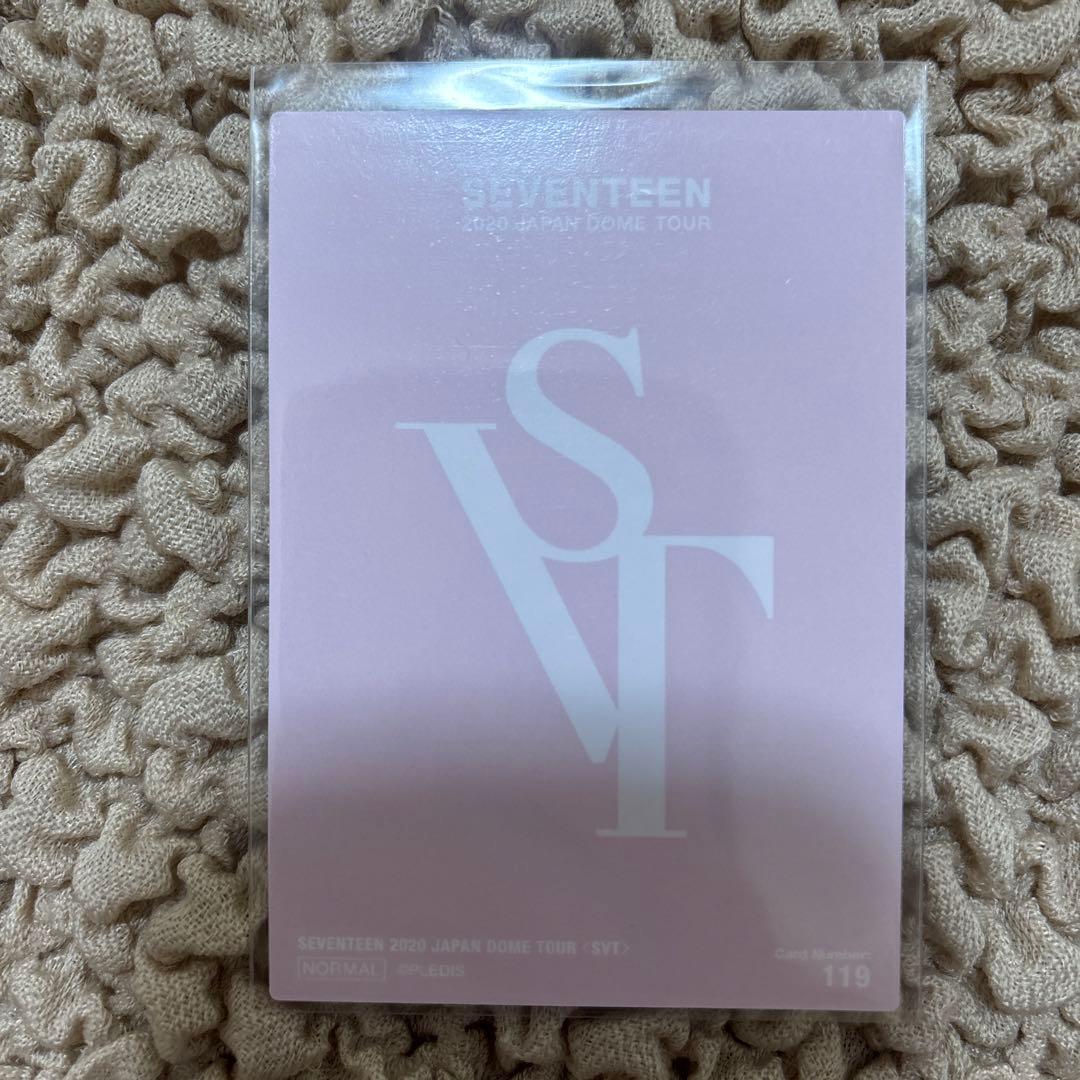 SEVENTEEN
2020 JAPAN DOME TOUR
SVT
SEVENTEEN 2020 JAPAN DOME TOUR <SVT>
NORMAL ©PLEDIS
Card Number:
119